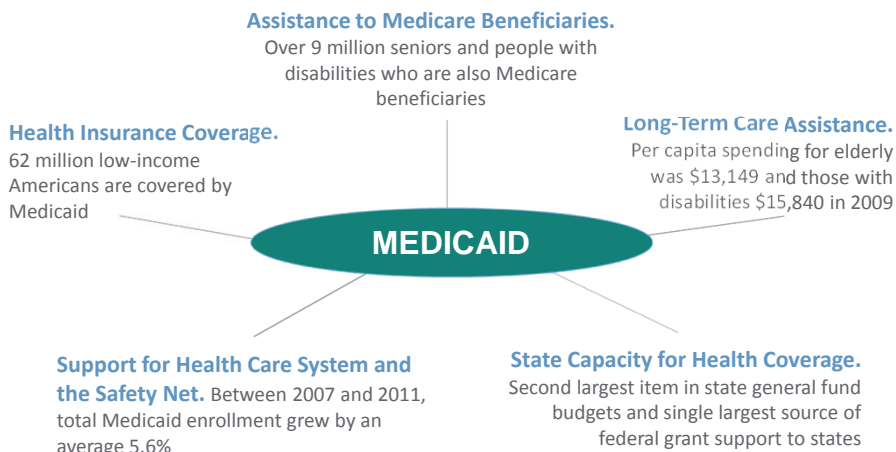 Assistance to Medicare Beneficiaries.
Over 9 million seniors and people with
disabilities who are also Medicare
beneficiaries
Health Insurance Coverage.
62 million low-income
Americans are covered by
Medicaid
Long-Term Care Assistance.
Per capita spending for elderly
was $13,149 and those with
disabilities $15,840 in 2009
MEDICAID
Support for Health Care System and
the Safety Net. Between 2007 and 2011,
total Medicaid enrollment grew by an
average 5.6%
State Capacity for Health Coverage.
Second largest item in state general fund
budgets and single largest source of
federal grant support to states